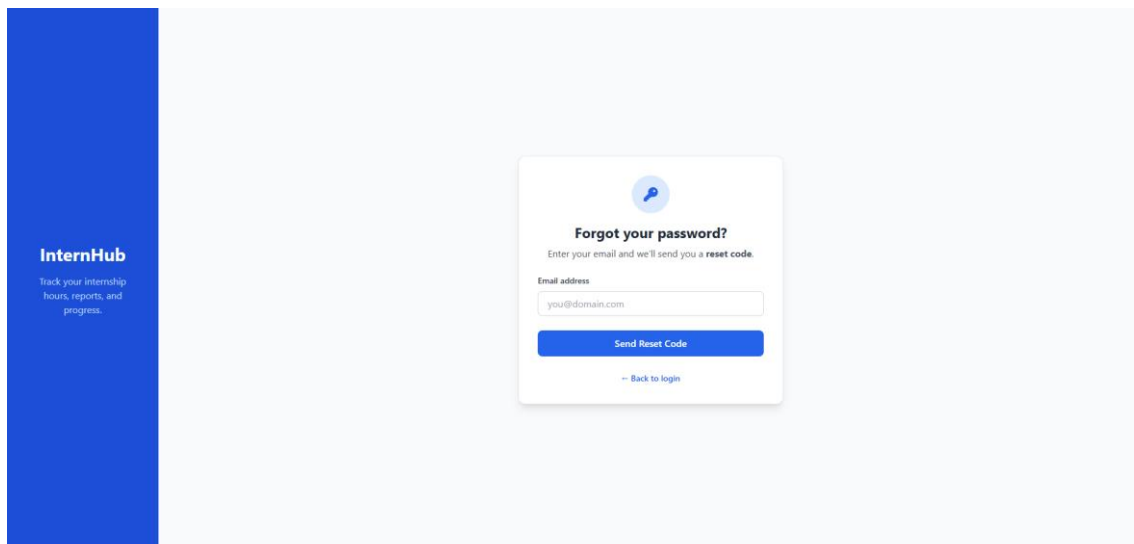 InternHub
Track your internship
hours, reports, and
progress.
Forgot your password?
Enter your email and we'll send you a reset code.
Email address
you@domain.com
Send Reset Code
← Back to login